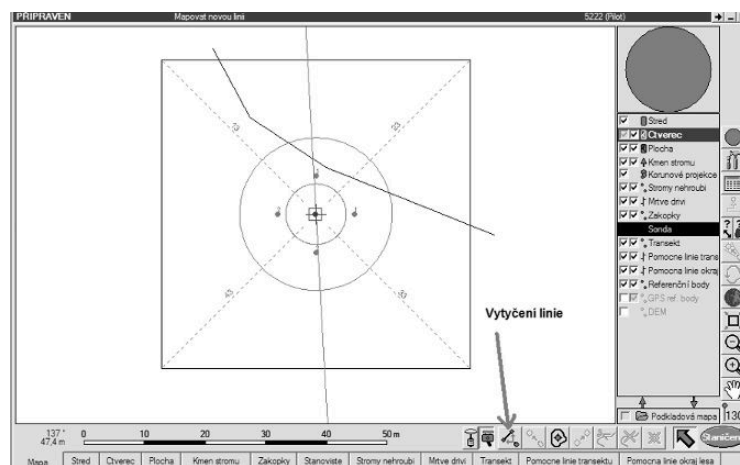 PŘIPRAVEN Mapovat novou linii 5222 (Pilot)
Stred
Ctverec
Plocha
Kmen stromu
Korunové projekce
Stromy nehroubi
Mrtve drivi
Zakopky
Sonda
Transekt
Pomocne linie trans
Pomocna linie okraj
Referenční body
GPS ref. body
DEM
Vytyčení linie
Podkladová mapa
130
137 °
47,4 m
0 10 20 30 40 50 m
Staničení
Mapa Stred Ctverec Plocha Kmen stromu Zakopky Stanoviste Stromy nehroubi Mrtve drivi Transekt Pomocne linie transektu Pomocna linie okraj lesa